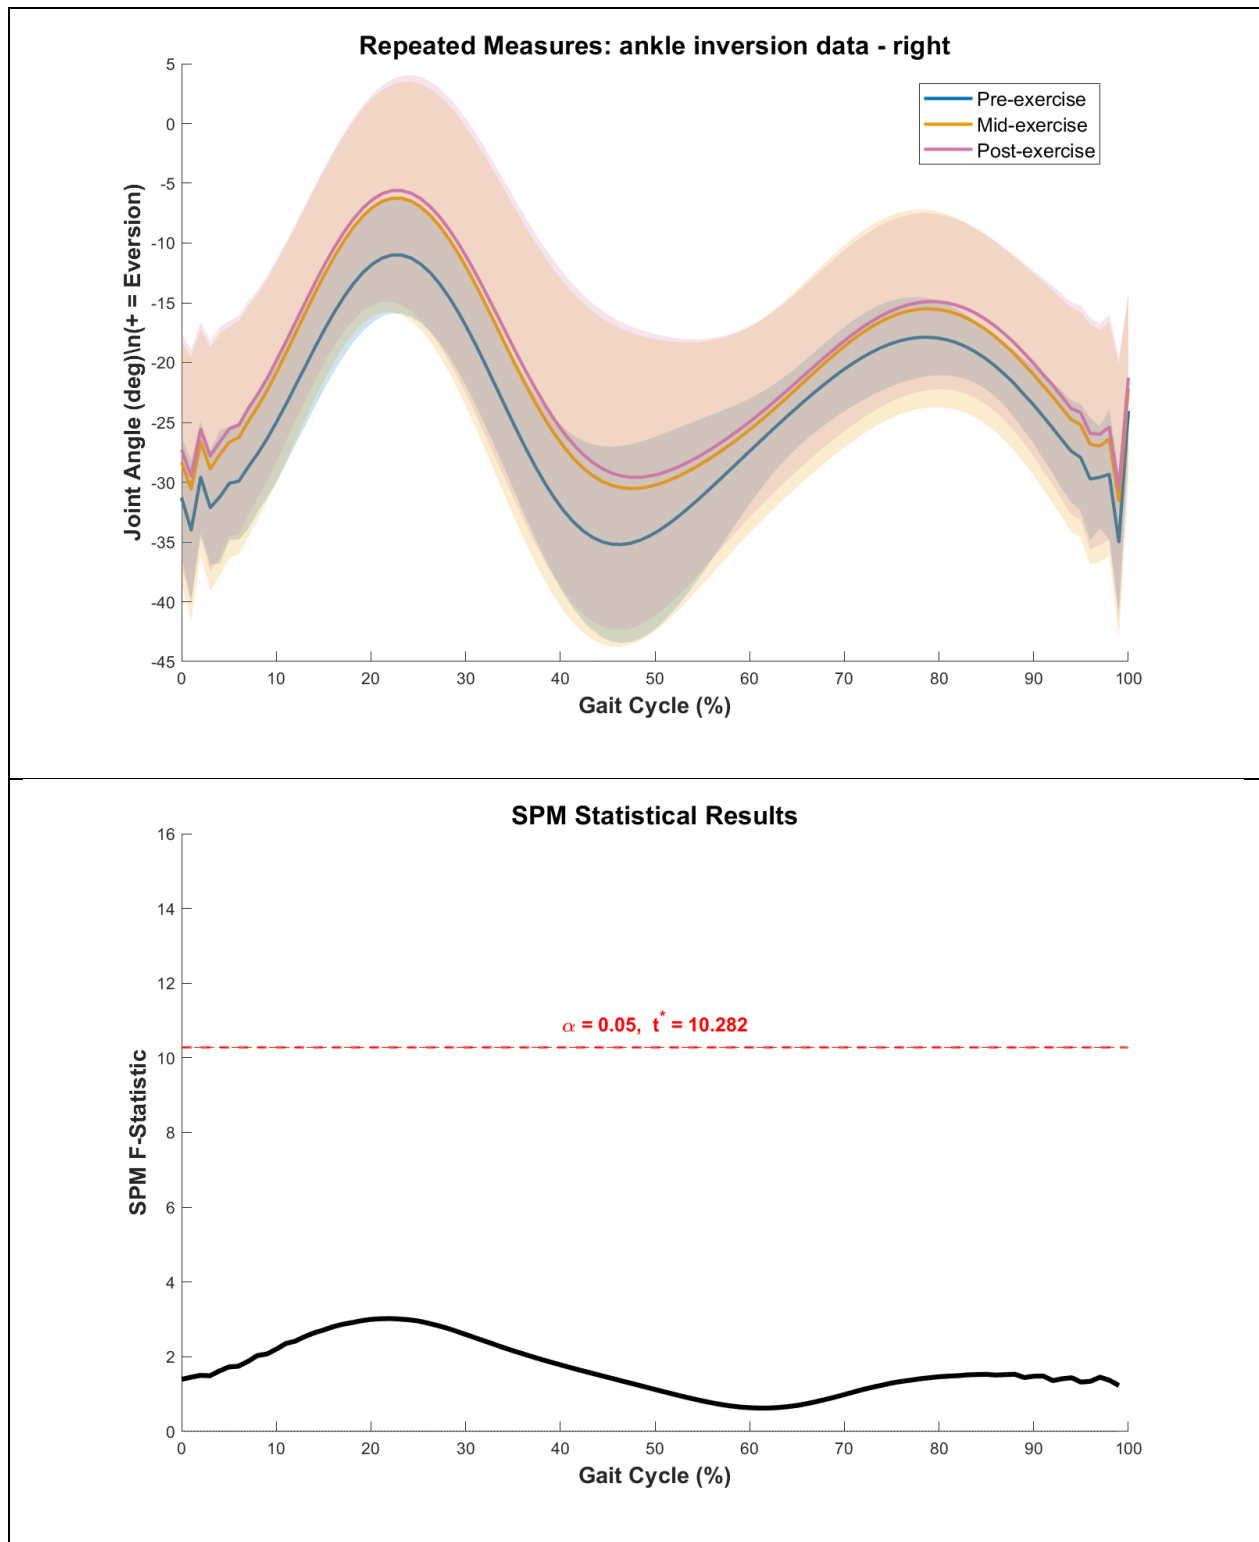 Repeated Measures: ankle inversion data - right
5
0
-5
-10
-15
-20
-25
-30
-35
-40
-45
Joint Angle (deg)\n(+ = Eversion)
Pre-exercise
Mid-exercise
Post-exercise
0 10 20 30 40 50 60 70 80 90 100
Gait Cycle (%)
SPM Statistical Results
16
14
12
10
8
6
4
2
0
SPM F-Statistic
α = 0.05, t* = 10.282
0 10 20 30 40 50 60 70 80 90 100
Gait Cycle (%)